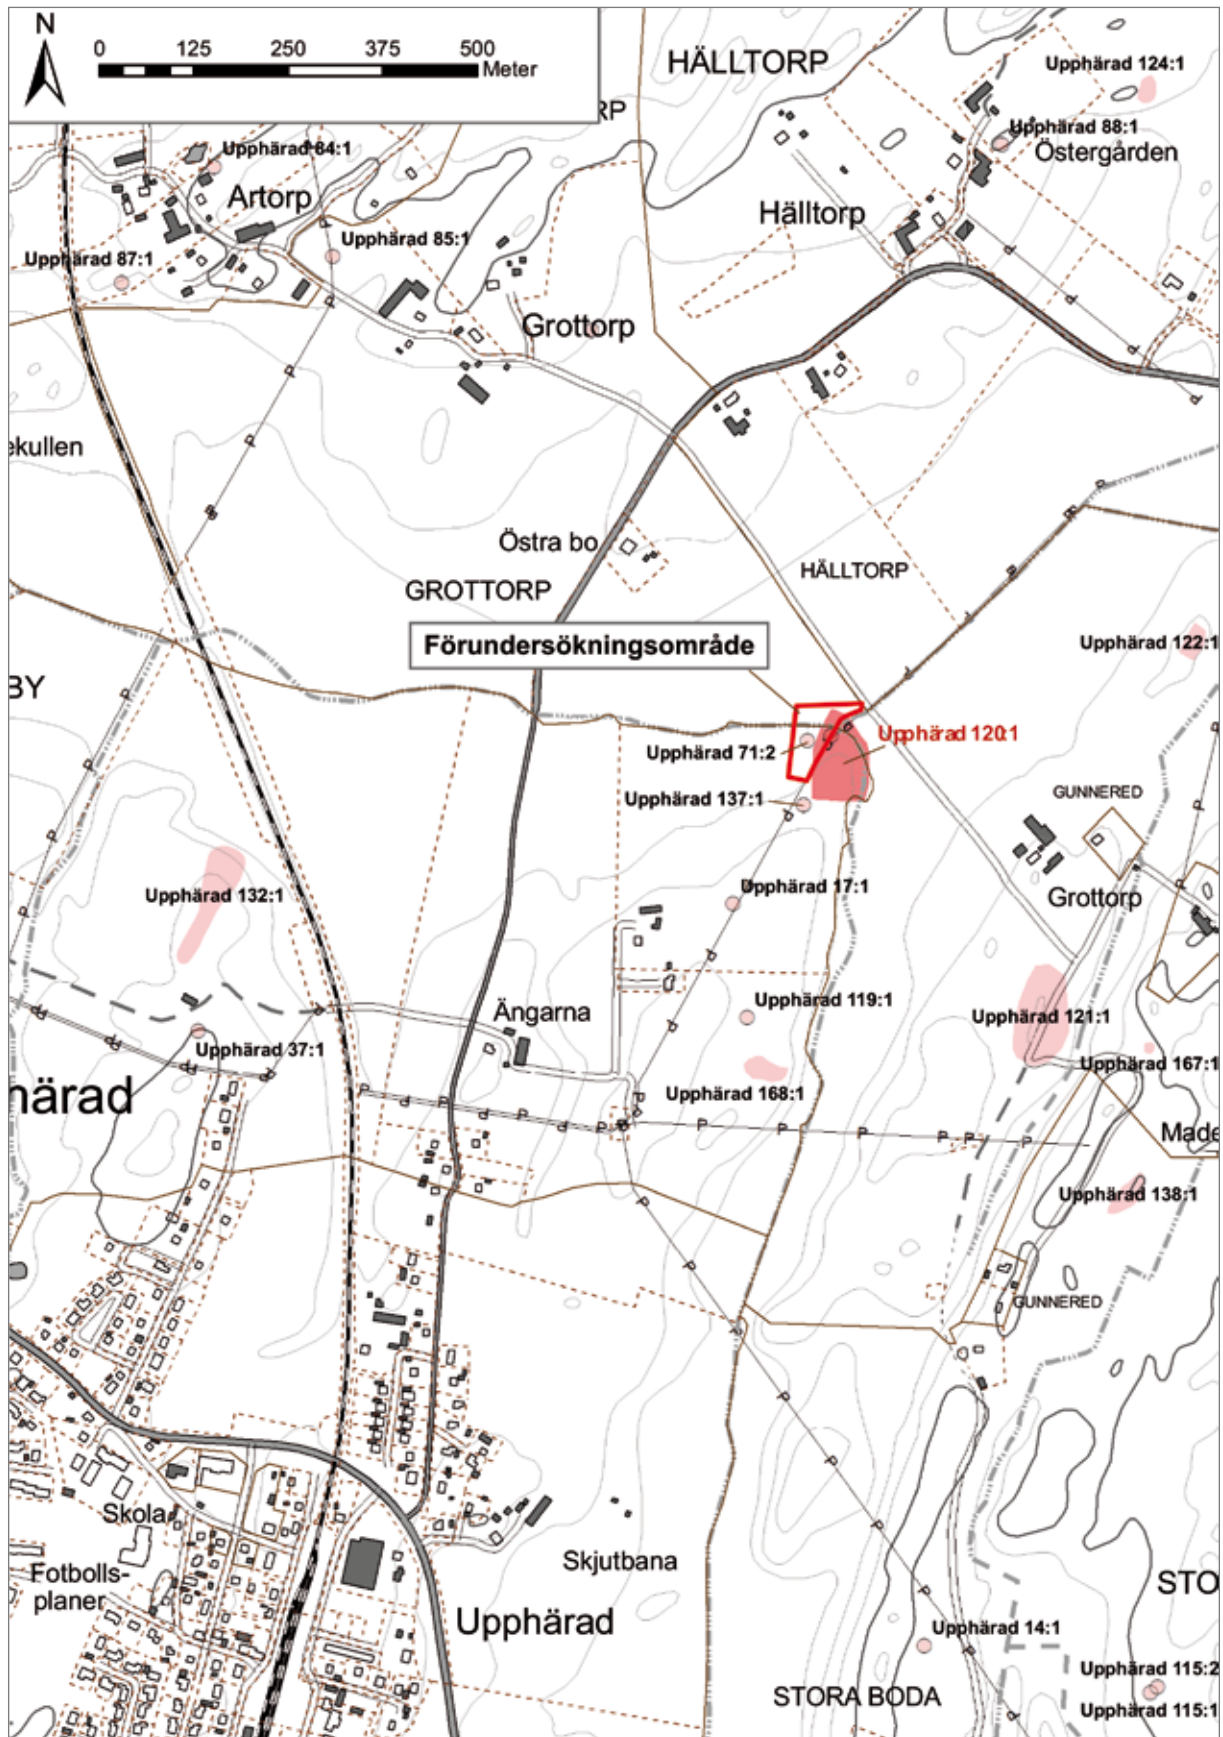 N
0 125 250 375 500
Meter
HÄLLTORP
RP
Upphärad 124:1
Upphärad 88:1
Östergården
Upphärad 84:1
Artorp
Hälltorp
Upphärad 85:1
Upphärad 87:1
Grottorp
ekullen
Östra bo
HÄLLTORP
GROTTORP
Förundersökningsområde
Upphärad 122:1
BY
Upphärad 120:1
Upphärad 71:2
Upphärad 137:1
GUNNERED
Upphärad 132:1
Upphärad 17:1
Grottorp
Upphärad 119:1
Ängarna
Upphärad 121:1
Upphärad 37:1
Upphärad 167:1
härad
Upphärad 168:1
Made
Upphärad 138:1
GUNNERED
Skola
Fotbolls-
planer
Skjutbana
STO
Upphärad
Upphärad 14:1
Upphärad 115:2
STORA BODA
Upphärad 115:1